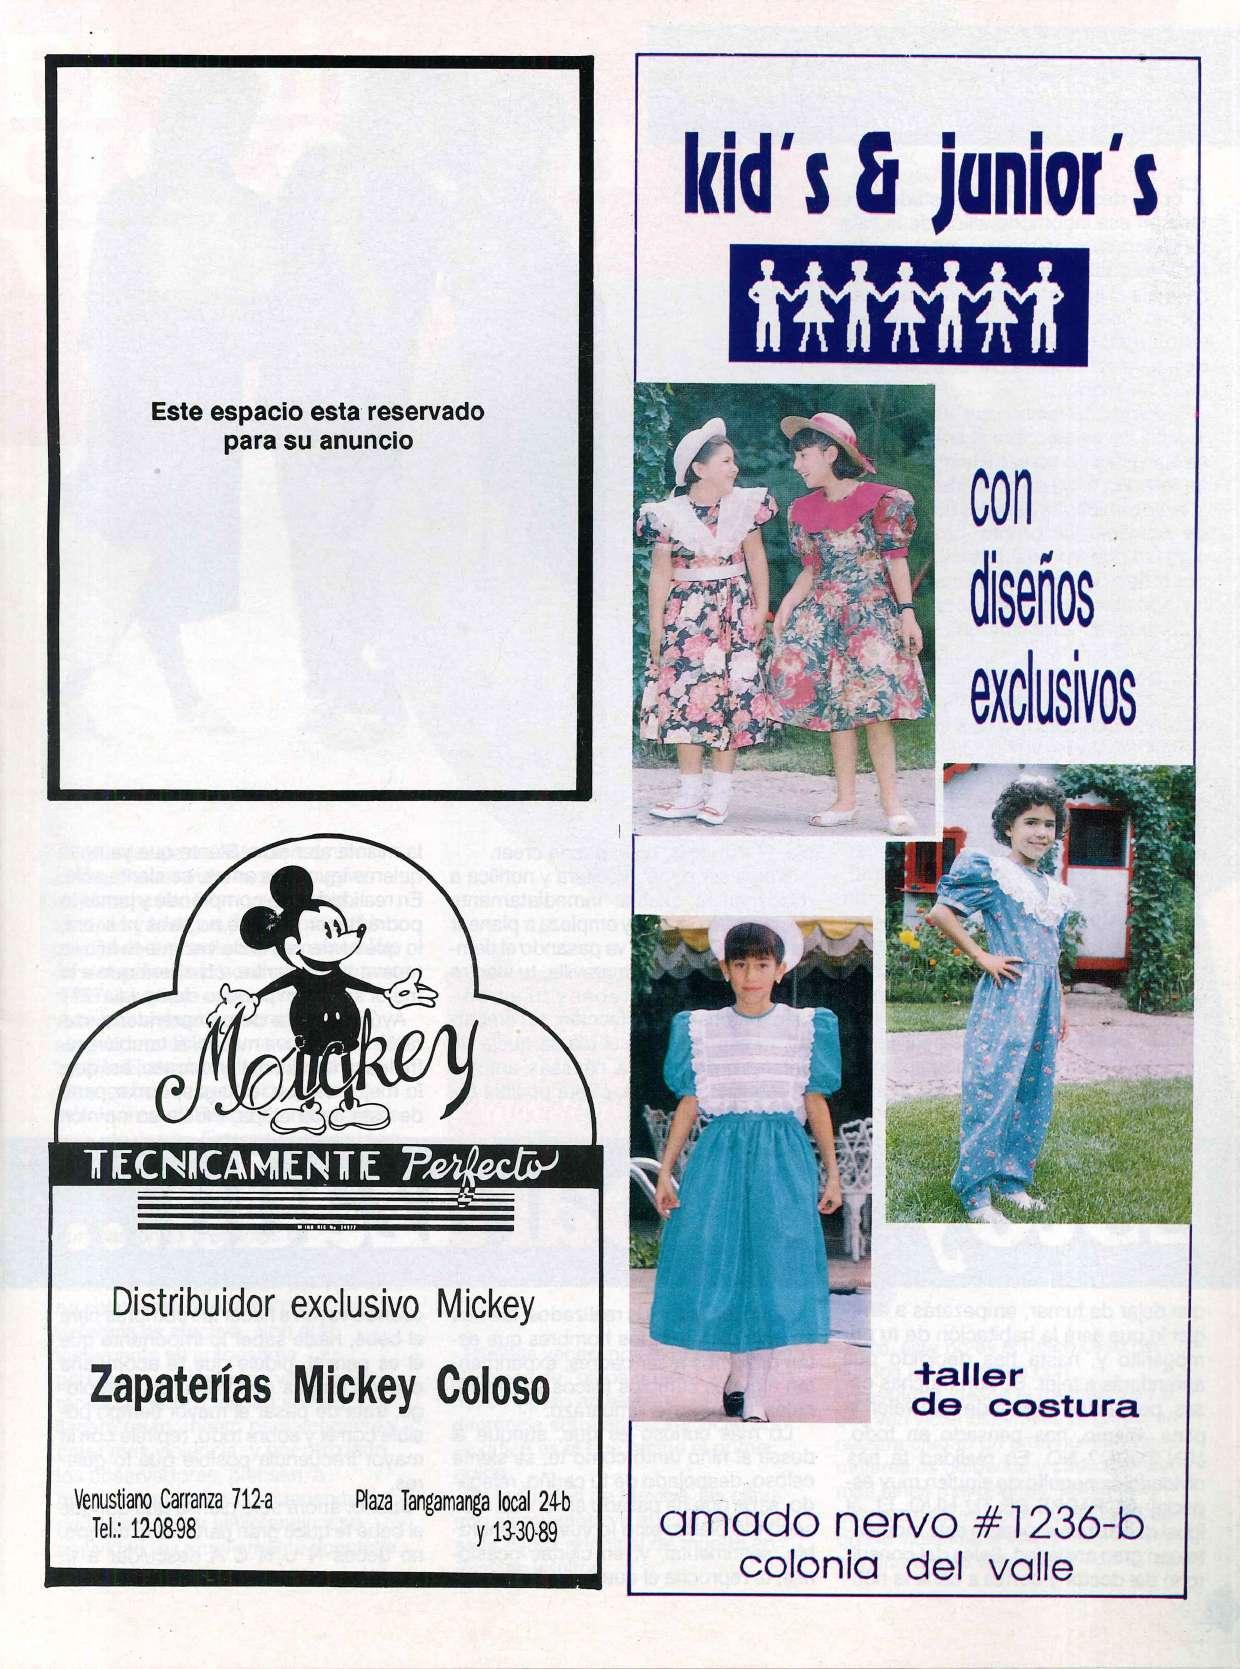 Este espacio esta reservado
para su anuncio
Mickey
TECNICAMENTE Perfecto
Distribuidor exclusivo Mickey
Zapaterías Mickey Coloso
Venustiano Carranza 712-a
Tel.: 12-08-98
Plaza Tangamanga local 24-b
y 13-30-89
kid´s & junior´s
con
diseños
exclusivos
taller
de costura
amado nervo #1236-b
colonia del valle